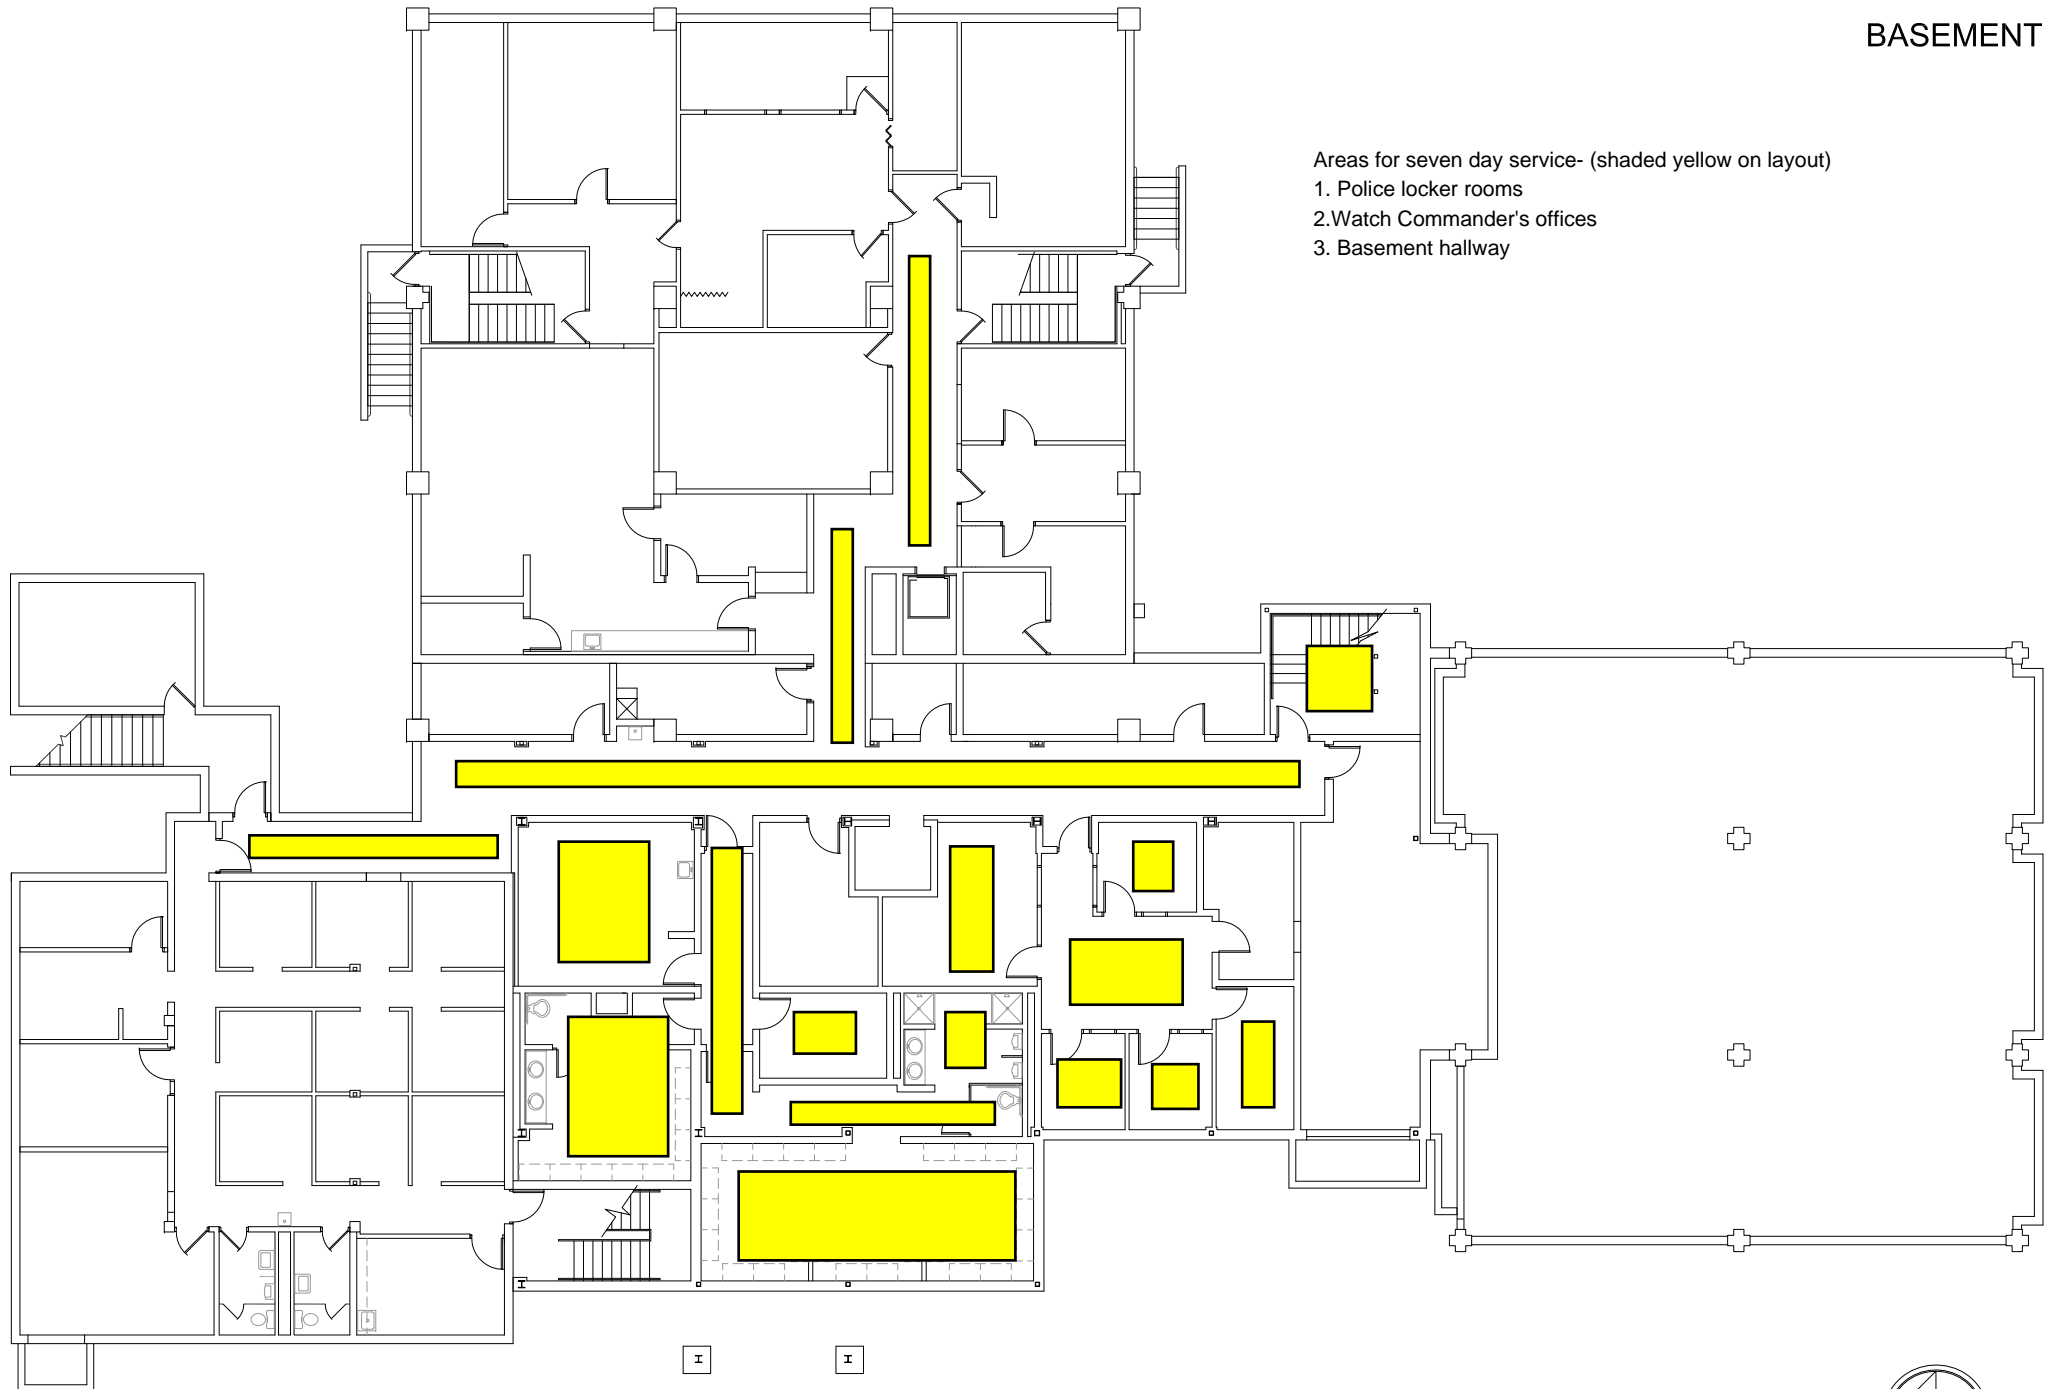 BASEMENT
Areas for seven day service- (shaded yellow on layout)
1. Police locker rooms
2.Watch Commander's offices
3. Basement hallway